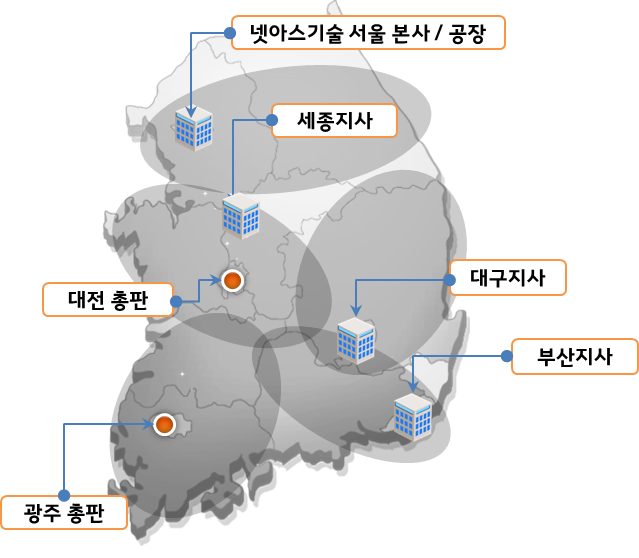 넷아스기술 서울 본사 / 공장
세종지사
대구지사
대전 총판
부산지사
광주 총판